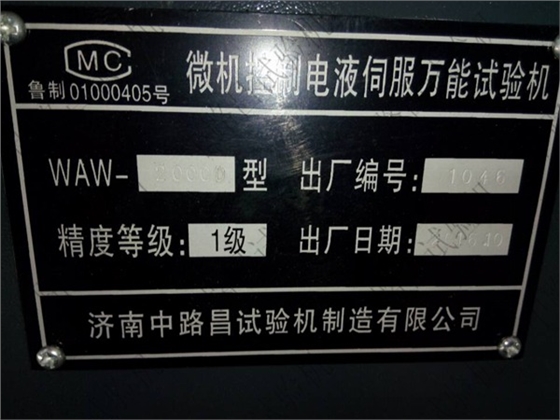 MC
鲁制01000405号
微机控制电液伺服万能试验机
WAW- 型
出厂编号: 1046
精度等级: 1级
出厂日期:
济南中路昌试验机制造有限公司